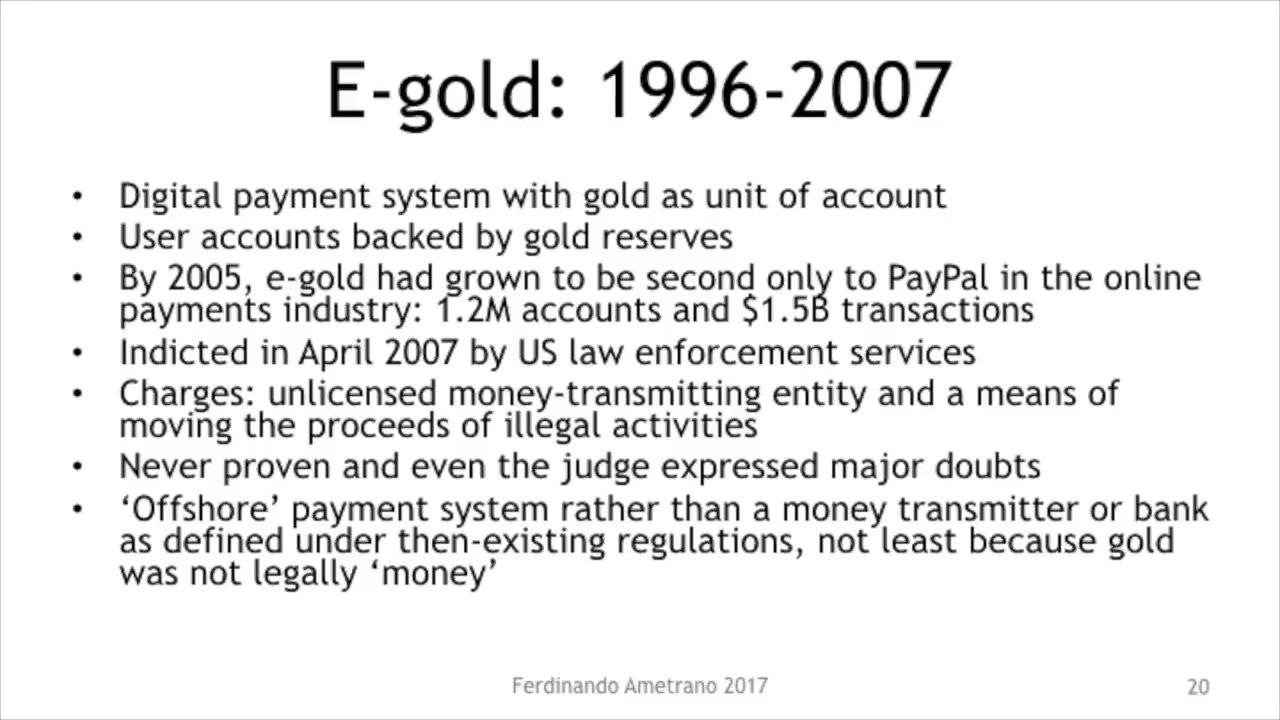 E-gold: 1996-2007
• Digital payment system with gold as unit of account
• User accounts backed by gold reserves
• By 2005, e-gold had grown to be second only to PayPal in the online
payments industry: 1.2M accounts and $1.5B transactions
• Indicted in April 2007 by US law enforcement services
• Charges: unlicensed money-transmitting entity and a means of
moving the proceeds of illegal activities
• Never proven and even the judge expressed major doubts
• ‘Offshore’ payment system rather than a money transmitter or bank
as defined under then-existing regulations, not least because gold
was not legally ‘money’
Ferdinando Ametrano 2017
20